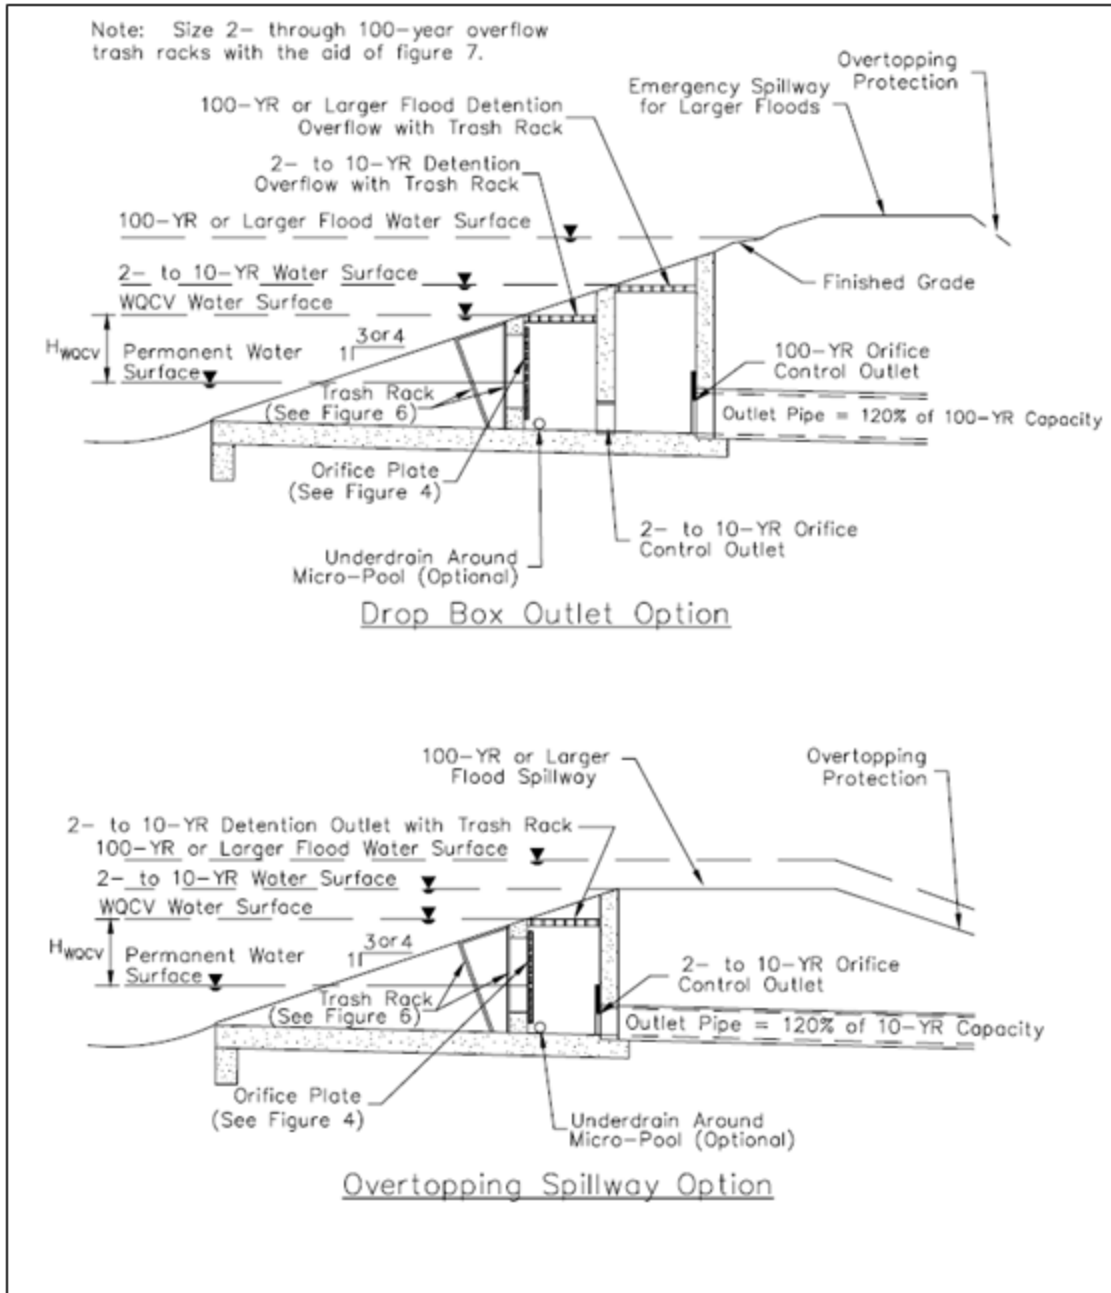 Note: Size 2- through 100-year overflow
trash racks with the aid of figure 7.
Overtopping
Protection
Emergency Spillway
for Larger Floods
100-YR or Larger Flood Detention
Overflow with Trash Rack
2- to 10-YR Detention
Overflow with Trash Rack
100-YR or Larger Flood Water Surface
2- to 10-YR Water Surface
Finished Grade
WQCV Water Surface
3or4
1
HWQCV
Permanent Water
Surface
100-YR Orifice
Control Outlet
Trash Rack
(See Figure 6)
Outlet Pipe = 120% of 100-YR Capacity
Orifice Plate
(See Figure 4)
2- to 10-YR Orifice
Control Outlet
Underdrain Around
Micro-Pool (Optional)
Drop Box Outlet Option
100-YR or Larger
Flood Spillway
Overtopping
Protection
2- to 10-YR Detention Outlet with Trash Rack
100-YR or Larger Flood Water Surface
2- to 10-YR Water Surface
WQCV Water Surface
3or4
1
HWQCV
Permanent Water
Surface
2- to 10-YR Orifice
Control Outlet
Trash Rack
(See Figure 6)
Outlet Pipe = 120% of 10-YR Capacity
Orifice Plate
(See Figure 4)
Underdrain Around
Micro-Pool (Optional)
Overtopping Spillway Option